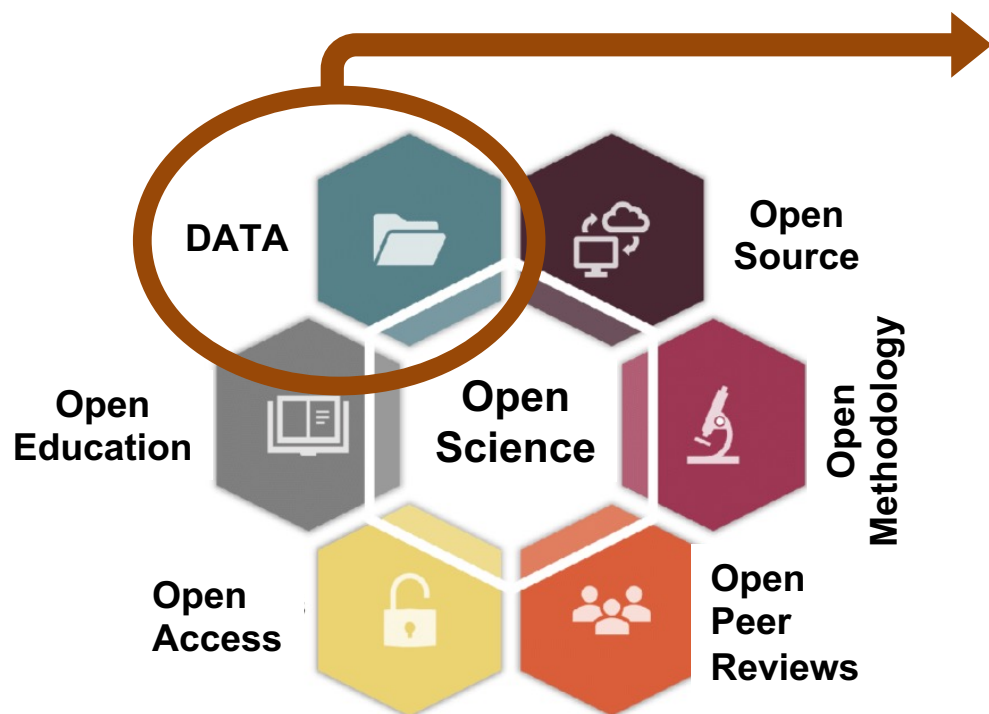 DATA
Open
Source
Open
Education
Open
Science
Open
Methodology
Open
Access
Open
Peer
Reviews